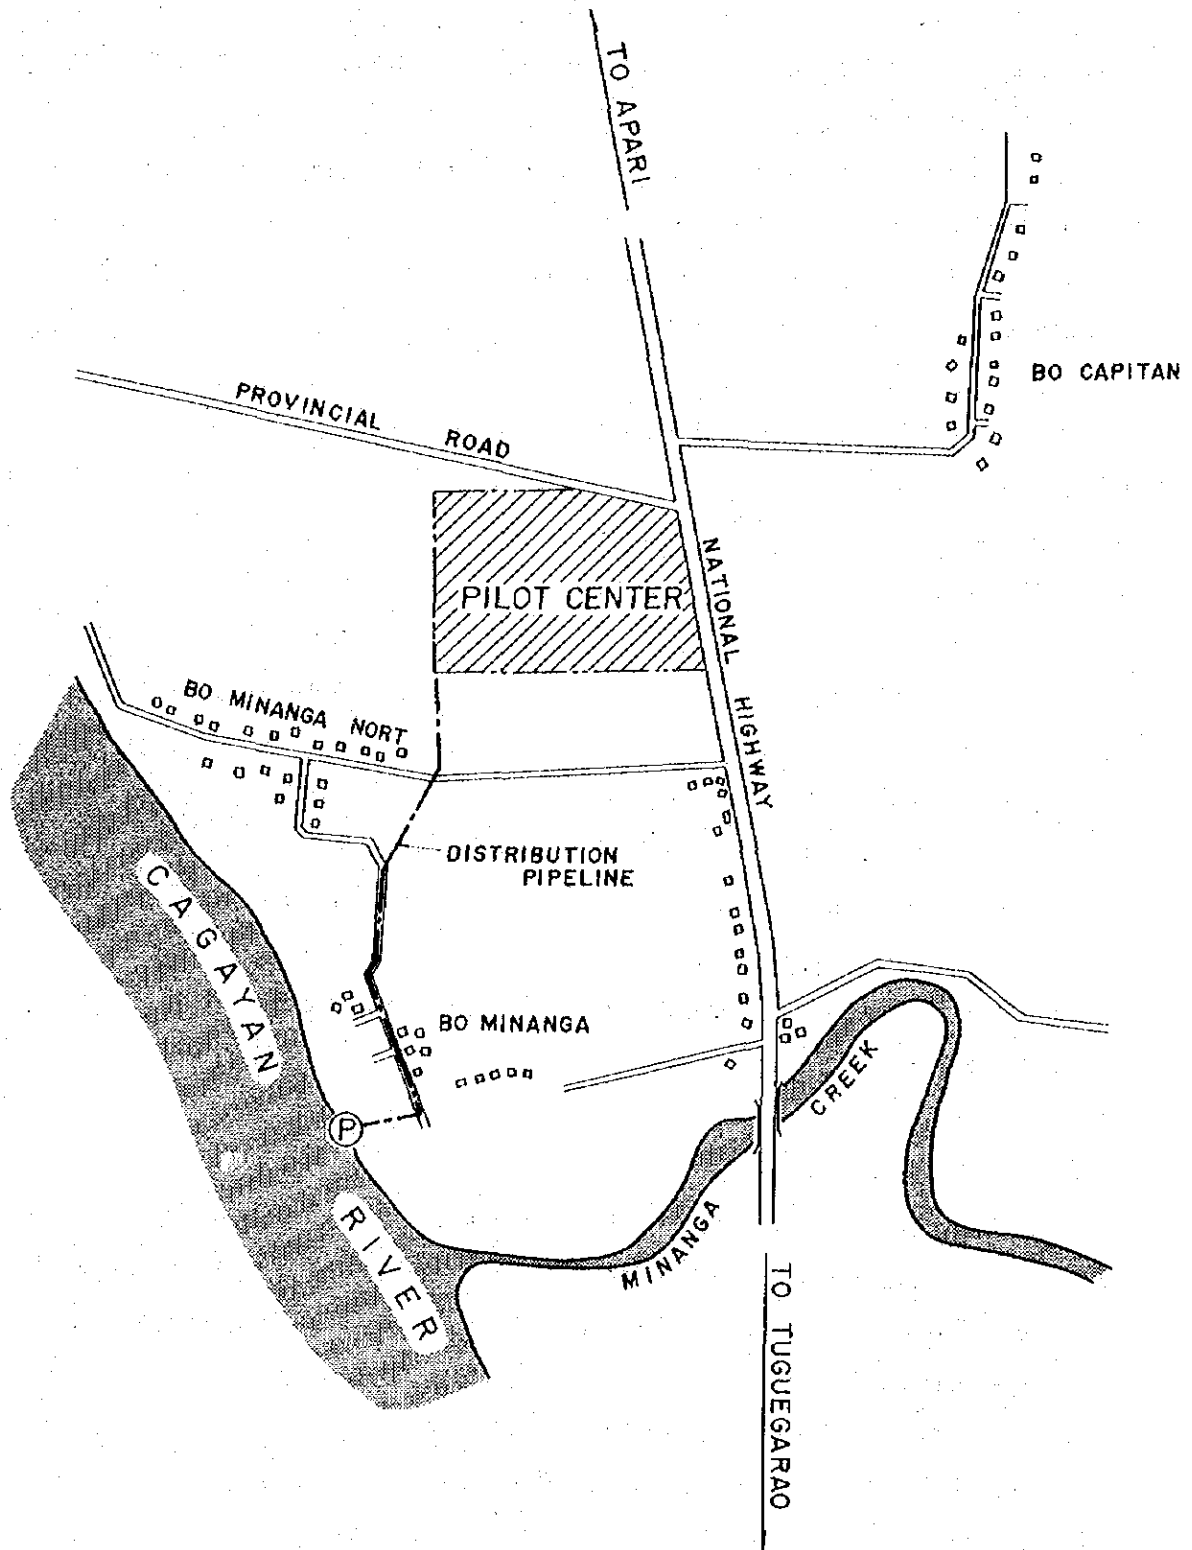 TO APARI
BO CAPITAN
PROVINCIAL ROAD
NATIONAL HIGHWAY
PILOT CENTER
BO MINANGA NORT
DISTRIBUTION
PIPELINE
CAGAYAN RIVER
BO MINANGA
P
MINANGA CREEK
TO TUGUEGARAO